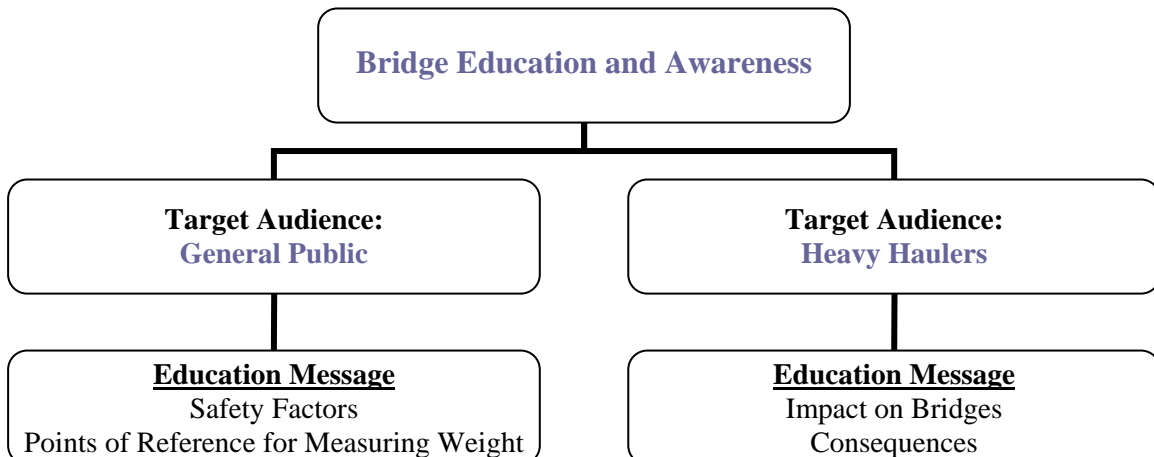 Bridge Education and Awareness
Target Audience:
General Public
Target Audience:
Heavy Haulers
Education Message
Safety Factors
Points of Reference for Measuring Weight
Education Message
Impact on Bridges
Consequences